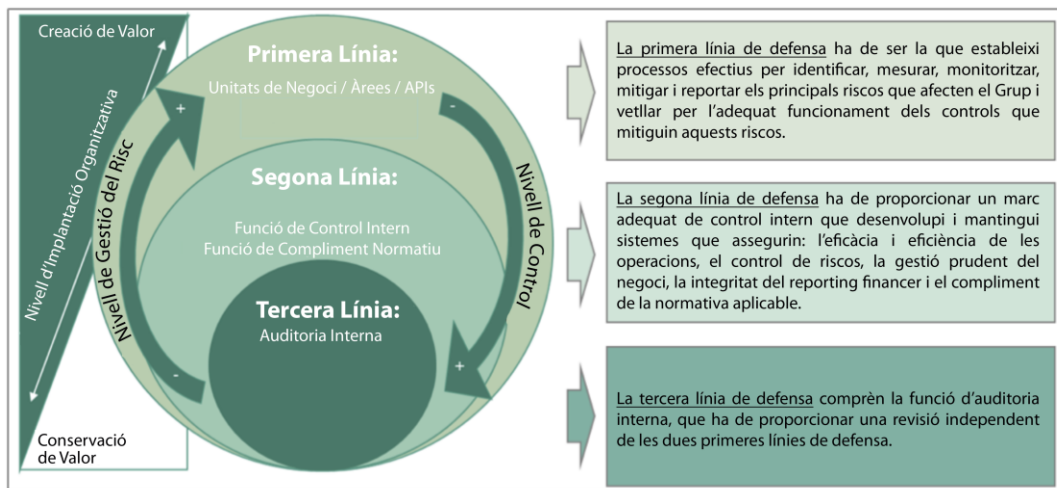 Creació de Valor
Nivell d'Implantació Organitzativa
Conservació
de Valor
Nivell de Gestió del Risc
+
-
Primera Línia:
Unitats de Negoci / Àrees / APIs
Segona Línia:
Funció de Control Intern
Funció de Compliment Normatiu
Tercera Línia:
Auditoria Interna
-
+
Nivell de Control
La primera línia de defensa ha de ser la que estableixi
processos efectius per identificar, mesurar, monitoritzar,
mitigar i reportar els principals riscos que afecten el Grup i
vetllar per l'adequat funcionament dels controls que
mitiguin aquests riscos.
La segona línia de defensa ha de proporcionar un marc
adequat de control intern que desenvolupi i mantingui
sistemes que assegurin: l'eficàcia i eficiència de les
operacions, el control de riscos, la gestió prudent del
negoci, la integritat del reporting financer i el compliment
de la normativa aplicable.
La tercera línia de defensa comprèn la funció d'auditoria
interna, que ha de proporcionar una revisió independent
de les dues primeres línies de defensa.